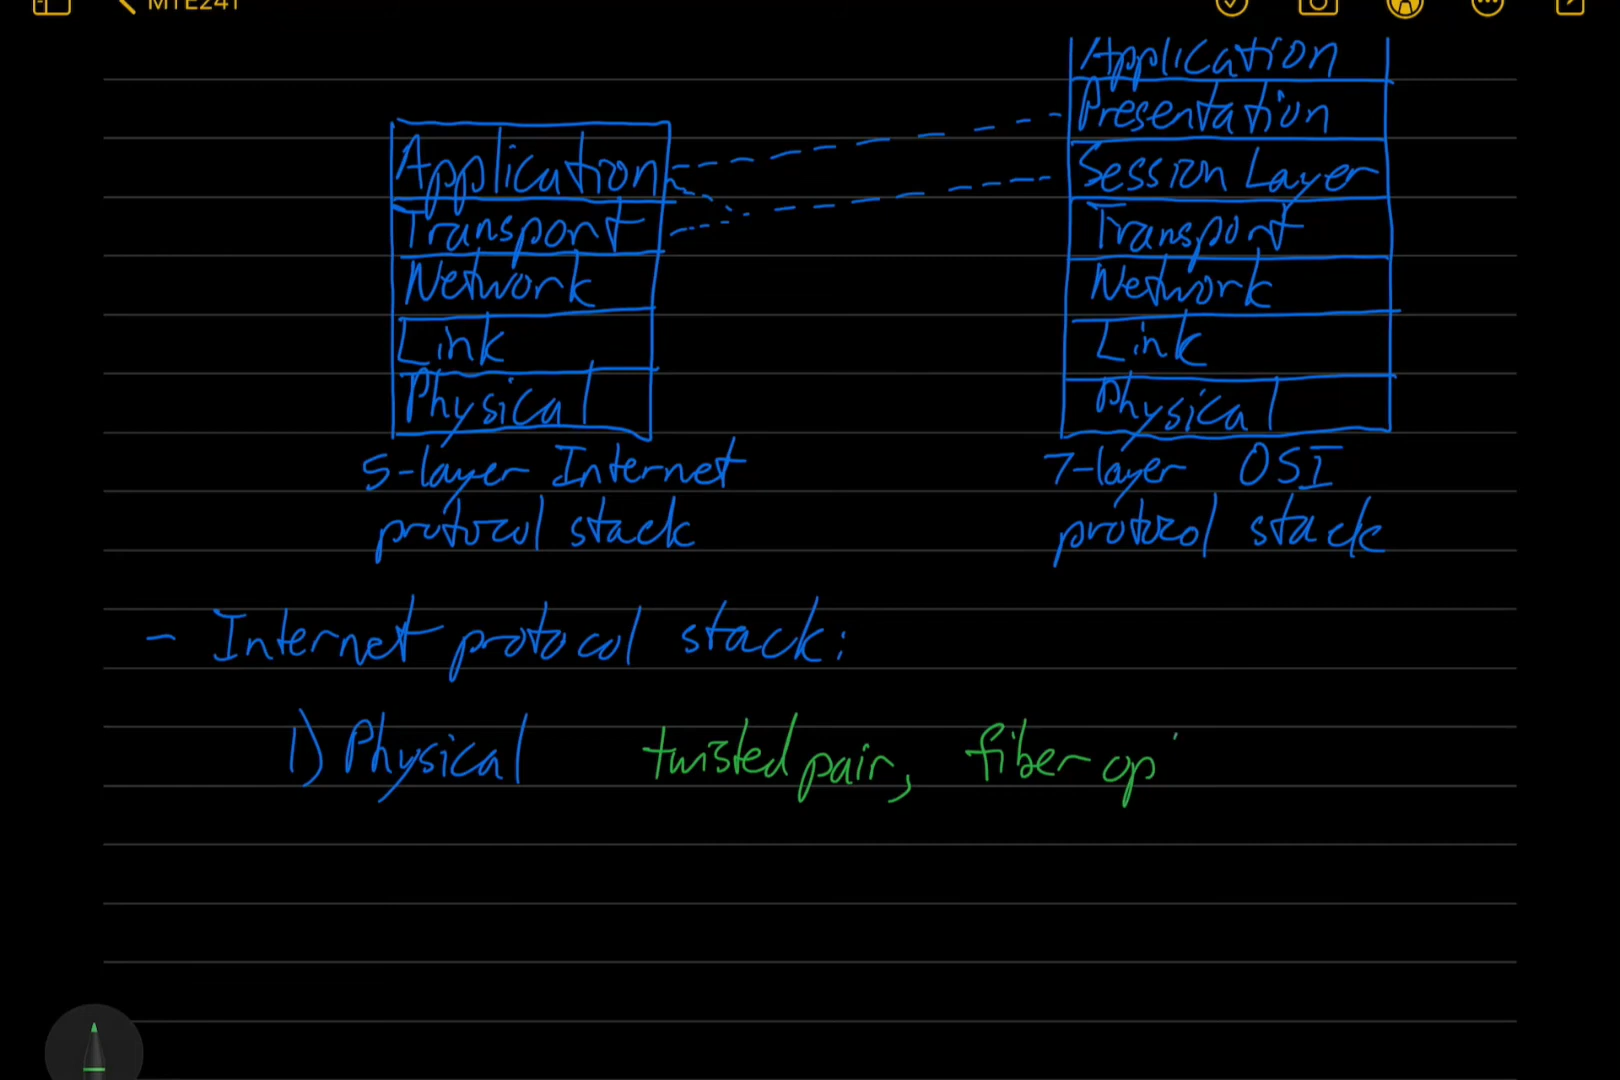 MTE241
Application
Transport
Network
Link
Physical
5-layer Internet
protocol stack
Application
Presentation
Session Layer
Transport
Network
Link
Physical
7-layer OSI
protocol stack
- Internet protocol stack:
1) Physical twisted pair, fiber op